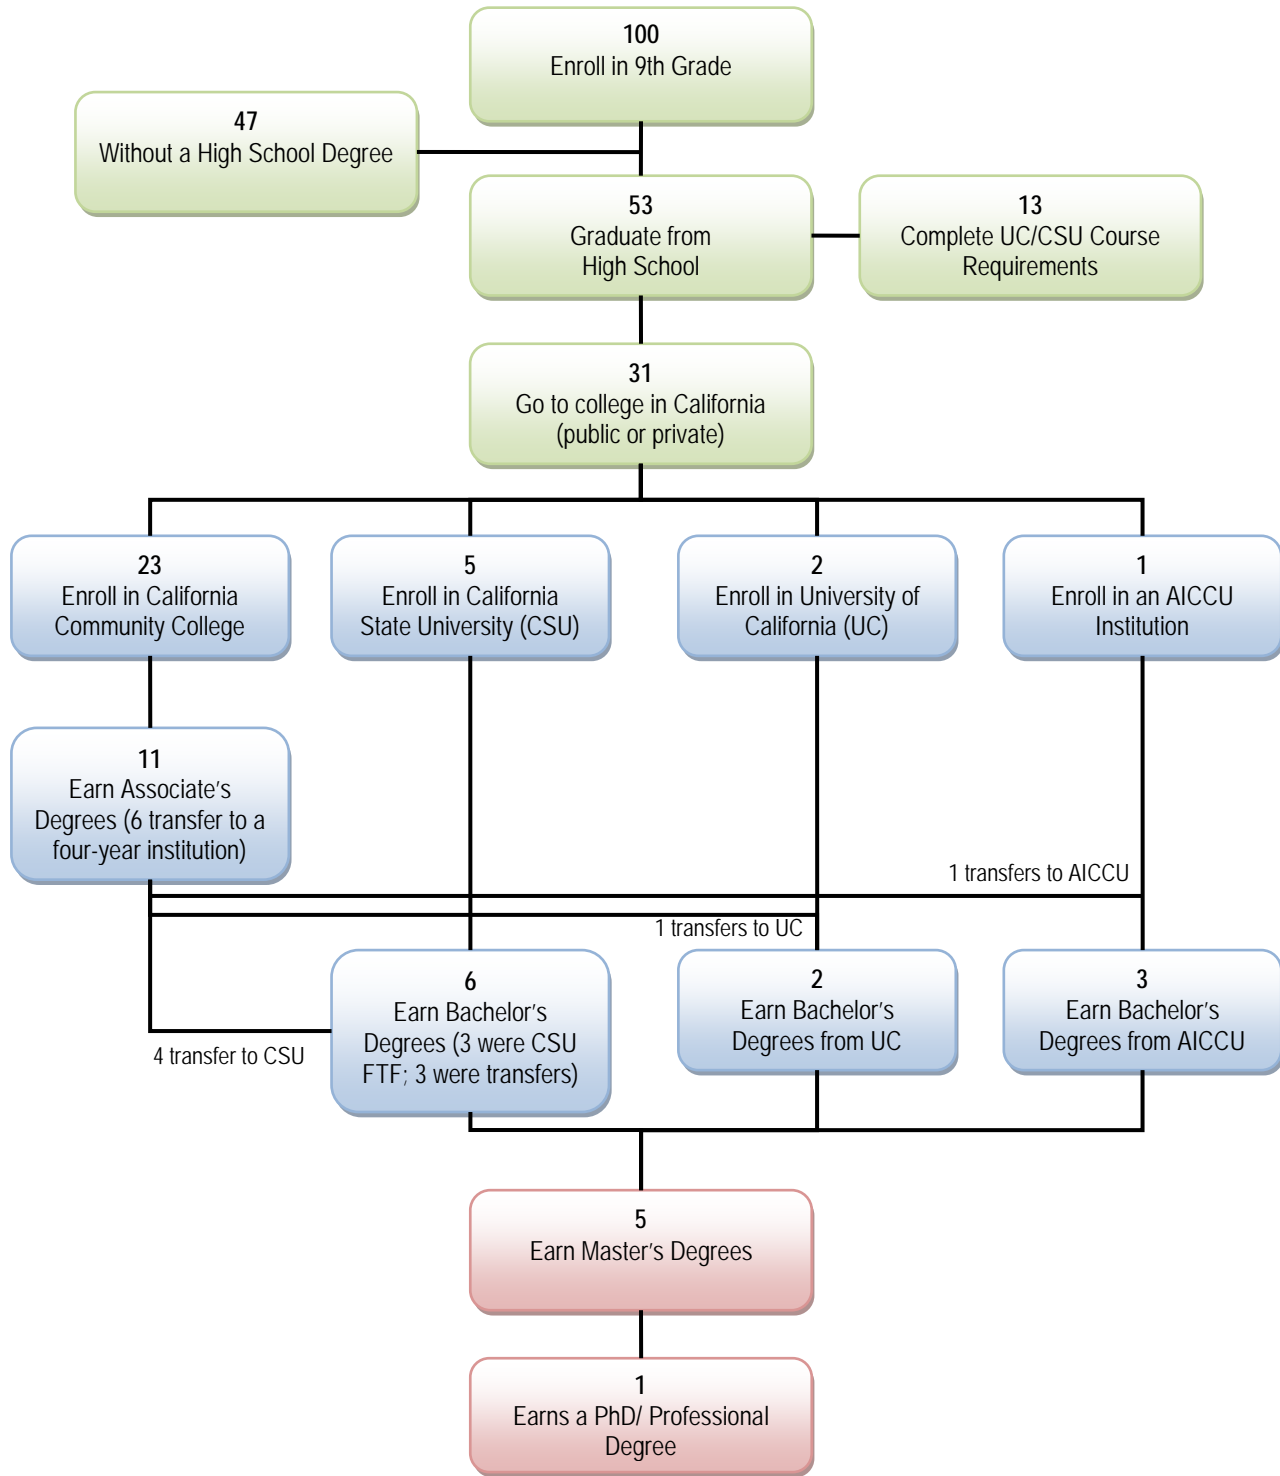 100
Enroll in 9th Grade
47
Without a High School Degree
53
Graduate from
High School
13
Complete UC/CSU Course
Requirements
31
Go to college in California
(public or private)
23
Enroll in California
Community College
5
Enroll in California
State University (CSU)
2
Enroll in University of
California (UC)
1
Enroll in an AICCU
Institution
11
Earn Associate's
Degrees (6 transfer to a
four-year institution)
1 transfers to AICCU
1 transfers to UC
4 transfer to CSU
6
Earn Bachelor's
Degrees (3 were CSU
FTF; 3 were transfers)
2
Earn Bachelor's
Degrees from UC
3
Earn Bachelor's
Degrees from AICCU
5
Earn Master's Degrees
1
Earns a PhD/ Professional
Degree